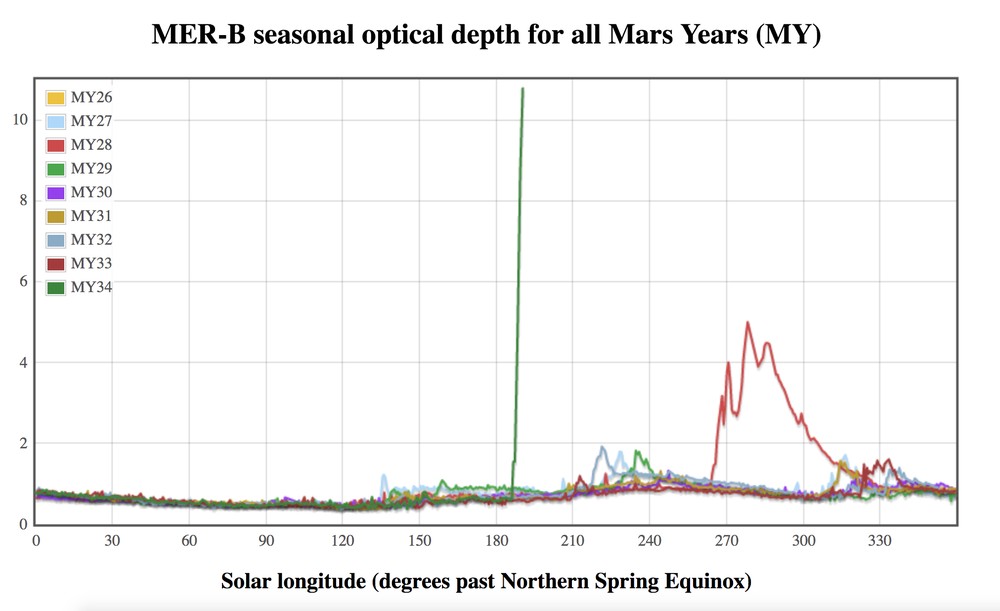 MER-B seasonal optical depth for all Mars Years (MY)
MY26
MY27
MY28
MY29
MY30
MY31
MY32
MY33
MY34
10
8
6
4
2
0
0 30 60 90 120 150 180 210 240 270 300 330
Solar longitude (degrees past Northern Spring Equinox)